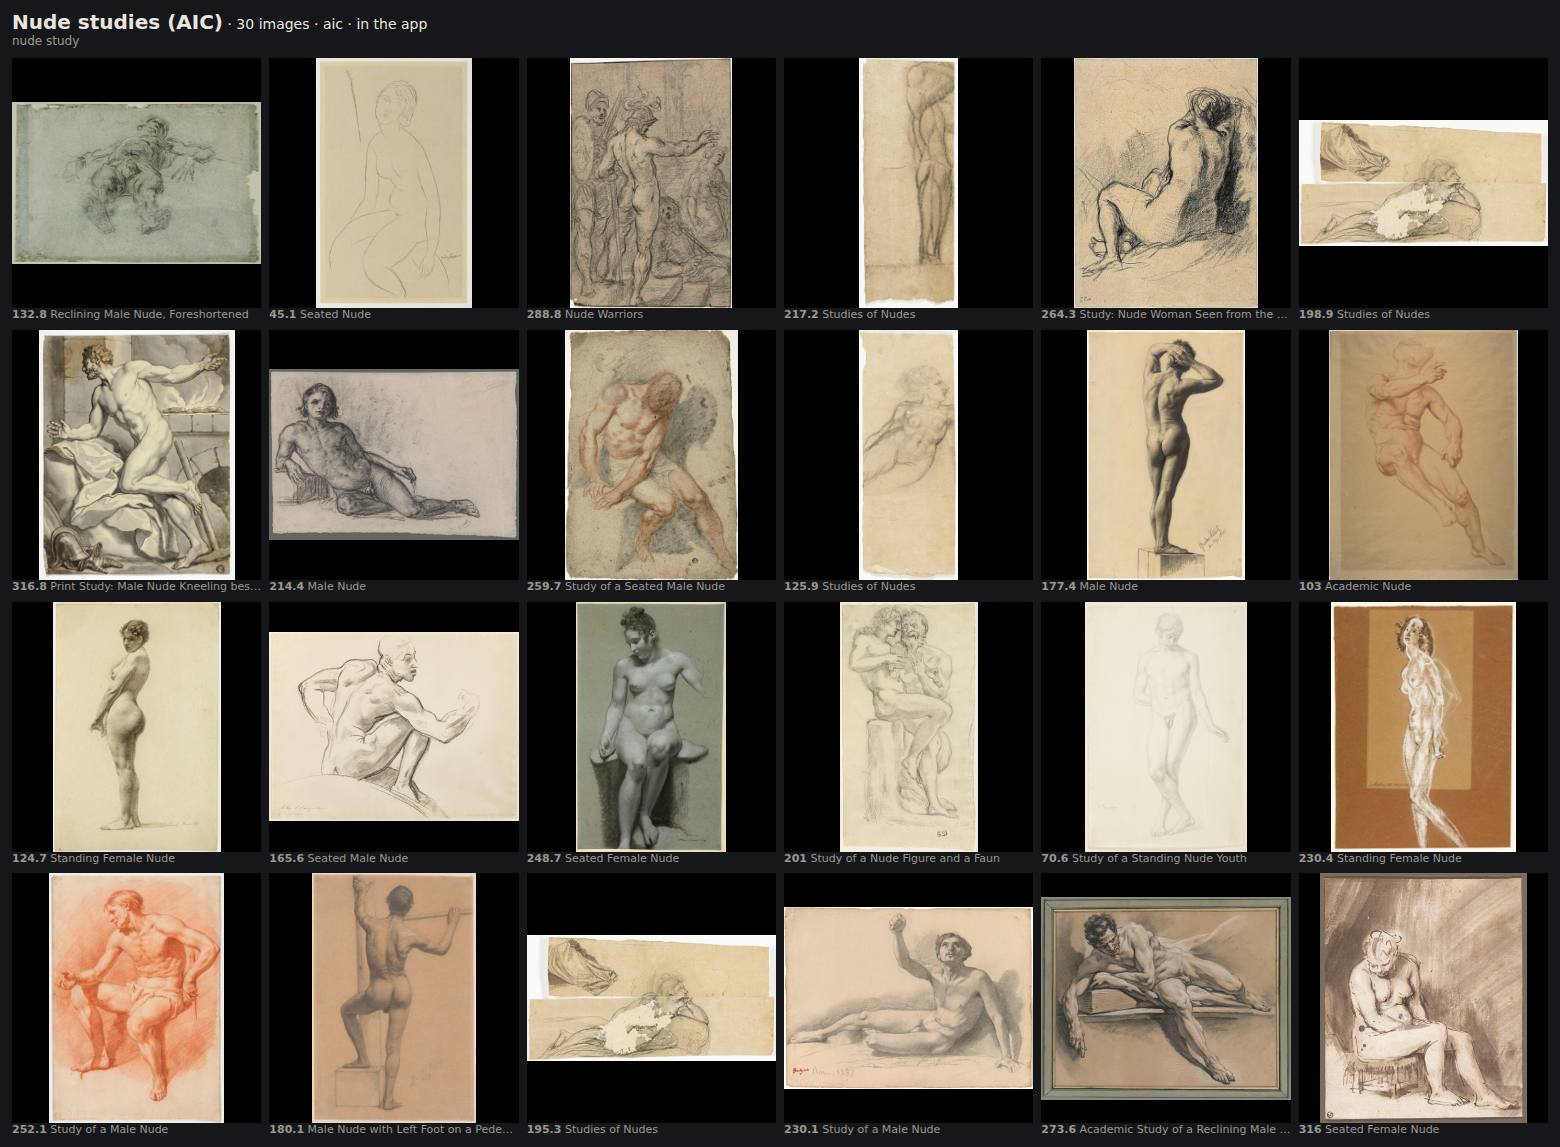 Nude studies (AIC) · 30 images · aic · in the app
nude study
132.8 Reclining Male Nude, Foreshortened
45.1 Seated Nude
288.8 Nude Warriors
217.2 Studies of Nudes
264.3 Study: Nude Woman Seen from the ...
198.9 Studies of Nudes
316.8 Print Study: Male Nude Kneeling bes...
214.4 Male Nude
259.7 Study of a Seated Male Nude
125.9 Studies of Nudes
177.4 Male Nude
103 Academic Nude
124.7 Standing Female Nude
165.6 Seated Male Nude
248.7 Seated Female Nude
201 Study of a Nude Figure and a Faun
70.6 Study of a Standing Nude Youth
230.4 Standing Female Nude
252.1 Study of a Male Nude
180.1 Male Nude with Left Foot on a Pede...
195.3 Studies of Nudes
230.1 Study of a Male Nude
273.6 Academic Study of a Reclining Male ...
316 Seated Female Nude